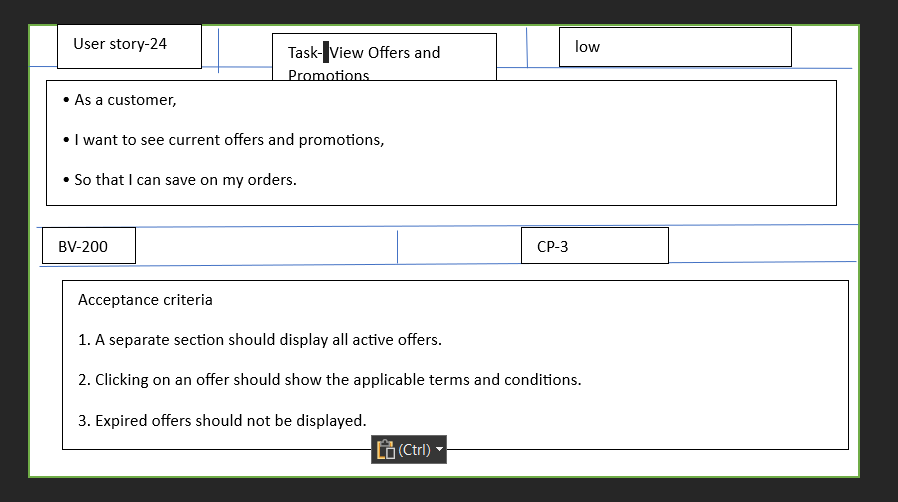 User story-24
Task- View Offers and
Promotions
low
• As a customer,
• I want to see current offers and promotions,
• So that I can save on my orders.
BV-200
CP-3
Acceptance criteria
1. A separate section should display all active offers.
2. Clicking on an offer should show the applicable terms and conditions.
3. Expired offers should not be displayed.
(Ctrl)